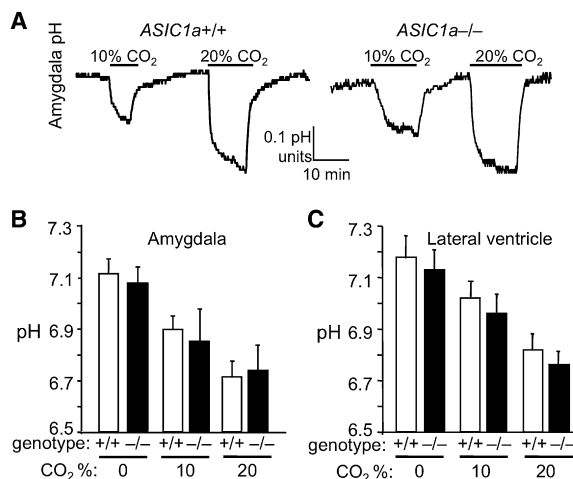 A
ASIC1a+/+
ASIC1a–/–
10% CO2
20% CO2
10% CO2
20% CO2
Amygdala pH
0.1 pH
units
10 min
B
Amygdala
7.3
7.1
6.9
6.7
6.5
pH
genotype: +/+ –/– +/+ –/– +/+ –/–
CO2 %: 0 10 20
C
Lateral ventricle
7.3
7.1
6.9
6.7
6.5
pH
+/+ –/– +/+ –/– +/+ –/–
0 10 20